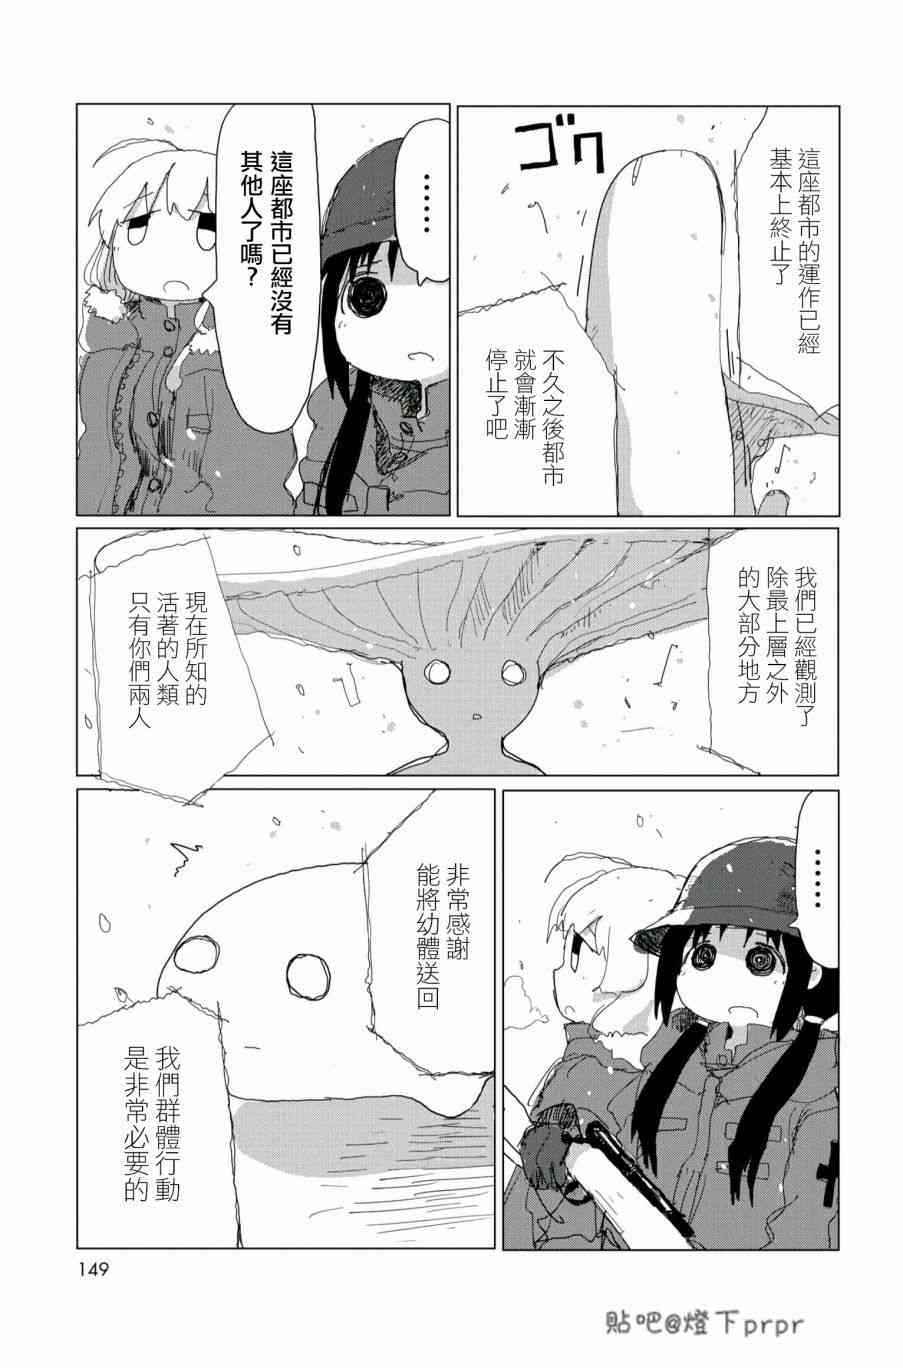 ゴク
這座都市的運作已經
基本上終止了
不久之後都市
就會漸漸
停止了吧
……
這座都市已經沒有
其他人了嗎?
我們已經觀測了
除最上層之外
的大部分地方
現在所知的
活著的人類
只有你們兩人
……
非常感謝
能將幼體送回
我們群體行動
是非常必要的
149
貼吧@燈下prpr